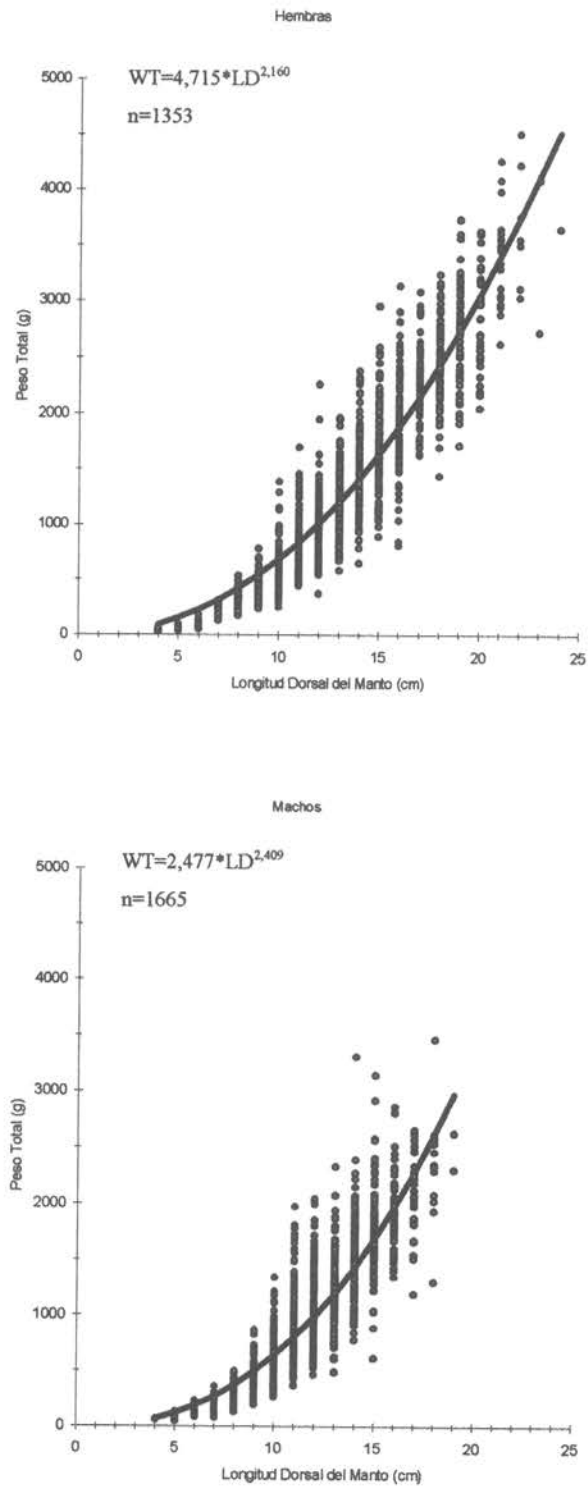 Hembras
WT=4,715*LD^2,160
n=1353
5000
4000
3000
2000
1000
0
Peso Total (g)
0 5 10 15 20 25
Longitud Dorsal del Manto (cm)
Machos
WT=2,477*LD^2,409
n=1665
5000
4000
3000
2000
1000
0
Peso Total (g)
0 5 10 15 20 25
Longitud Dorsal del Manto (cm)